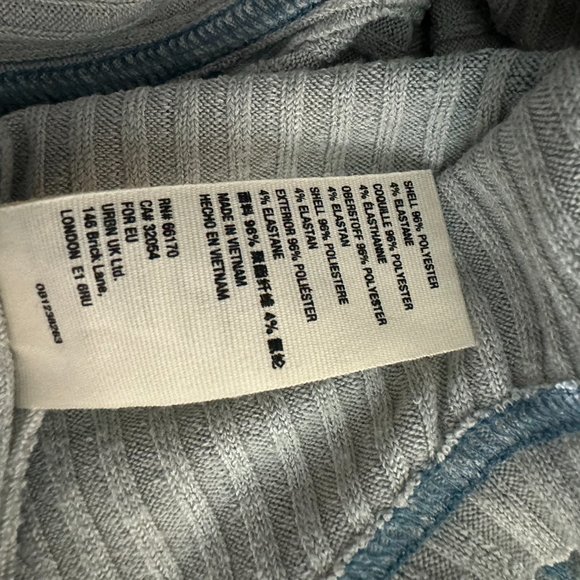 SHELL 96% POLYESTER
4% ELASTANE
COQUILLE 96% POLYESTER
4% ÉLASTHANNE
OBERSTOFF 96% POLYESTER
4% ELASTAN
SHELL 96% POLIESTERE
4% ELASTAN
EXTERIOR 96% POLIÉSTER
4% ELASTANE
面料 96% 聚酯纤维 4% 氨纶
MADE IN VIETNAM
HECHO EN VIETNAM
RN# 66170
CA# 32054
FOR EU
URBN UK Ltd.
146 Brick Lane,
LONDON E1 6RU